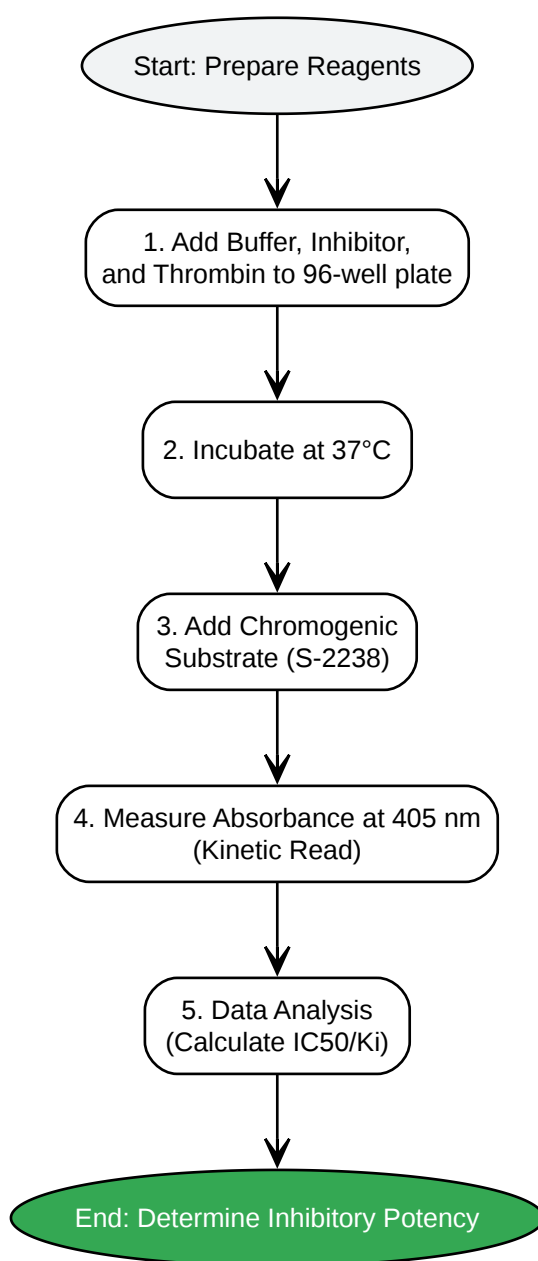 Start: Prepare Reagents
1. Add Buffer, Inhibitor,
and Thrombin to 96-well plate
2. Incubate at 37°C
3. Add Chromogenic
Substrate (S-2238)
4. Measure Absorbance at 405 nm
(Kinetic Read)
5. Data Analysis
(Calculate IC50/Ki)
End: Determine Inhibitory Potency